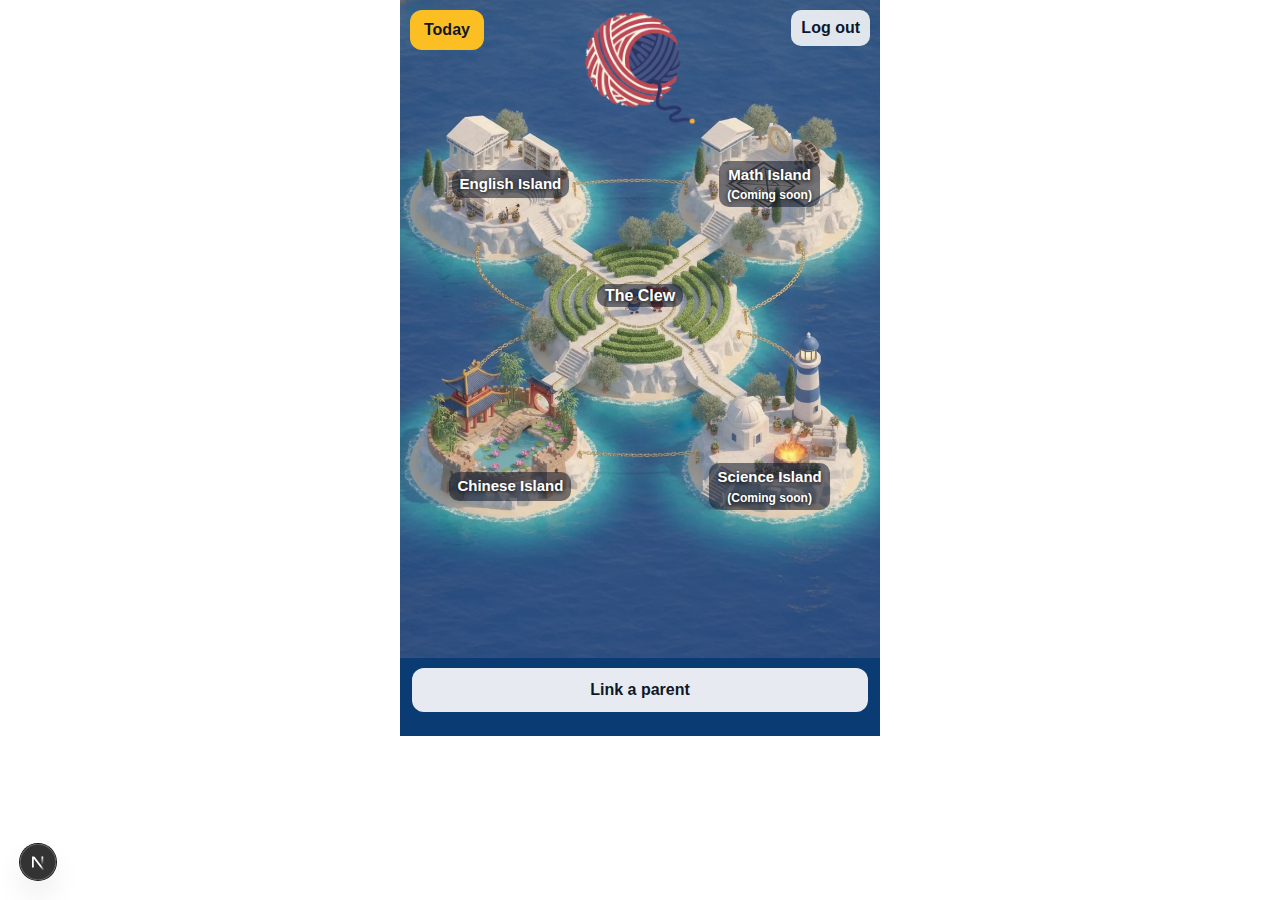 Today
Log out
English Island
Math Island
(Coming soon)
The Clew
Chinese Island
Science Island
(Coming soon)
Link a parent
N